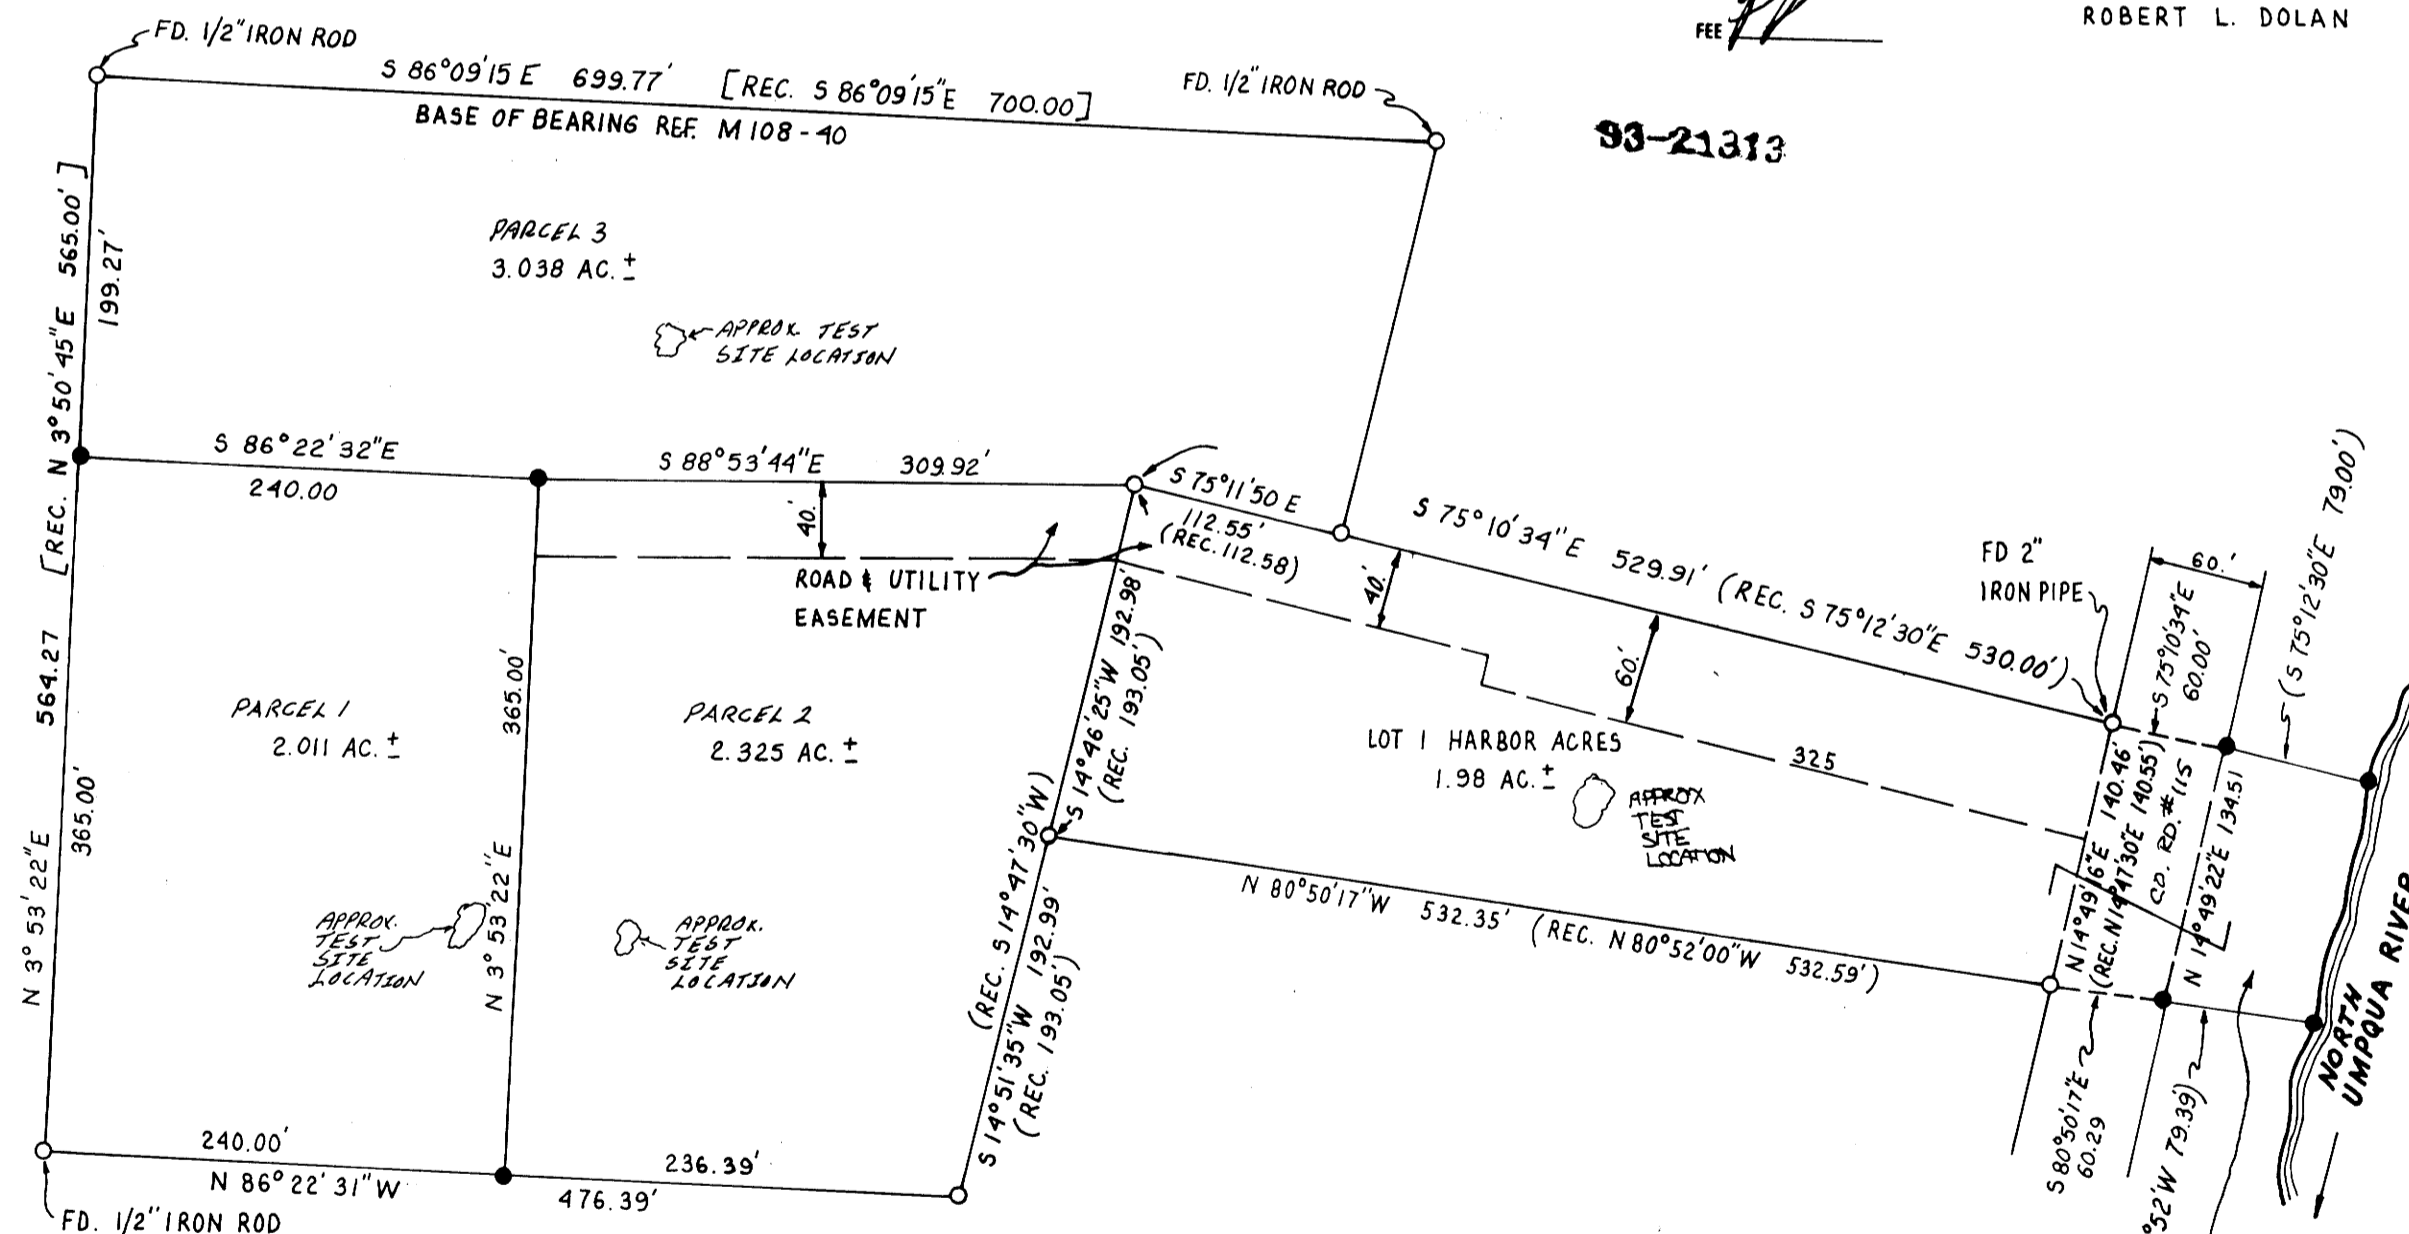 FEE
ROBERT L. DOLAN
93-21313
FD. 1/2" IRON ROD
S 86°09'15 E 699.77' [REC. S 86°09'15"E 700.00]
BASE OF BEARING REF. M 108-40
FD. 1/2" IRON ROD
PARCEL 3
3.038 AC. ±
APPROX. TEST
SITE LOCATION
199.27'
564.27 [REC. N 3°50'45"E 565.00']
S 86°22'32"E
240.00
S 88°53'44"E 309.92'
40.'
ROAD & UTILITY
EASEMENT
S 75°11'50 E
112.55'
(REC. 112.58)
S 75°10'34"E 529.91' (REC. S 75°12'30"E 530.00')
40.'
60.'
FD 2"
IRON PIPE
60.'
S 75°10'34"E
60.00'
(S 75°12'30"E 79.00')
PARCEL 1
2.011 AC. ±
N 3°53'22"E
365.00'
APPROX.
TEST
SITE
LOCATION
N 3°53'22"E
365.00'
PARCEL 2
2.325 AC. ±
APPROX.
TEST
SITE
LOCATION
S 14°46'25"W 192.98'
(REC. 193.05')
(REC. S 14°47'30"W)
S 14°51'35"W 192.99'
(REC. 193.05')
LOT 1 HARBOR ACRES
1.98 AC. ±
APPROX
TEST
SITE
LOCATION
325
N 80°50'17"W 532.35' (REC. N 80°52'00"W 532.59')
N 14°49'16"E 140.46'
(REC. N 14°47'30"E 140.55')
CO. RD. #115
N 14°49'22"E 134.51
NORTH
UMPQUA RIVER
S 80°50'17"E
60.29
°52'W 79.39')
240.00'
N 86°22'31"W
236.39'
476.39'
FD. 1/2" IRON ROD